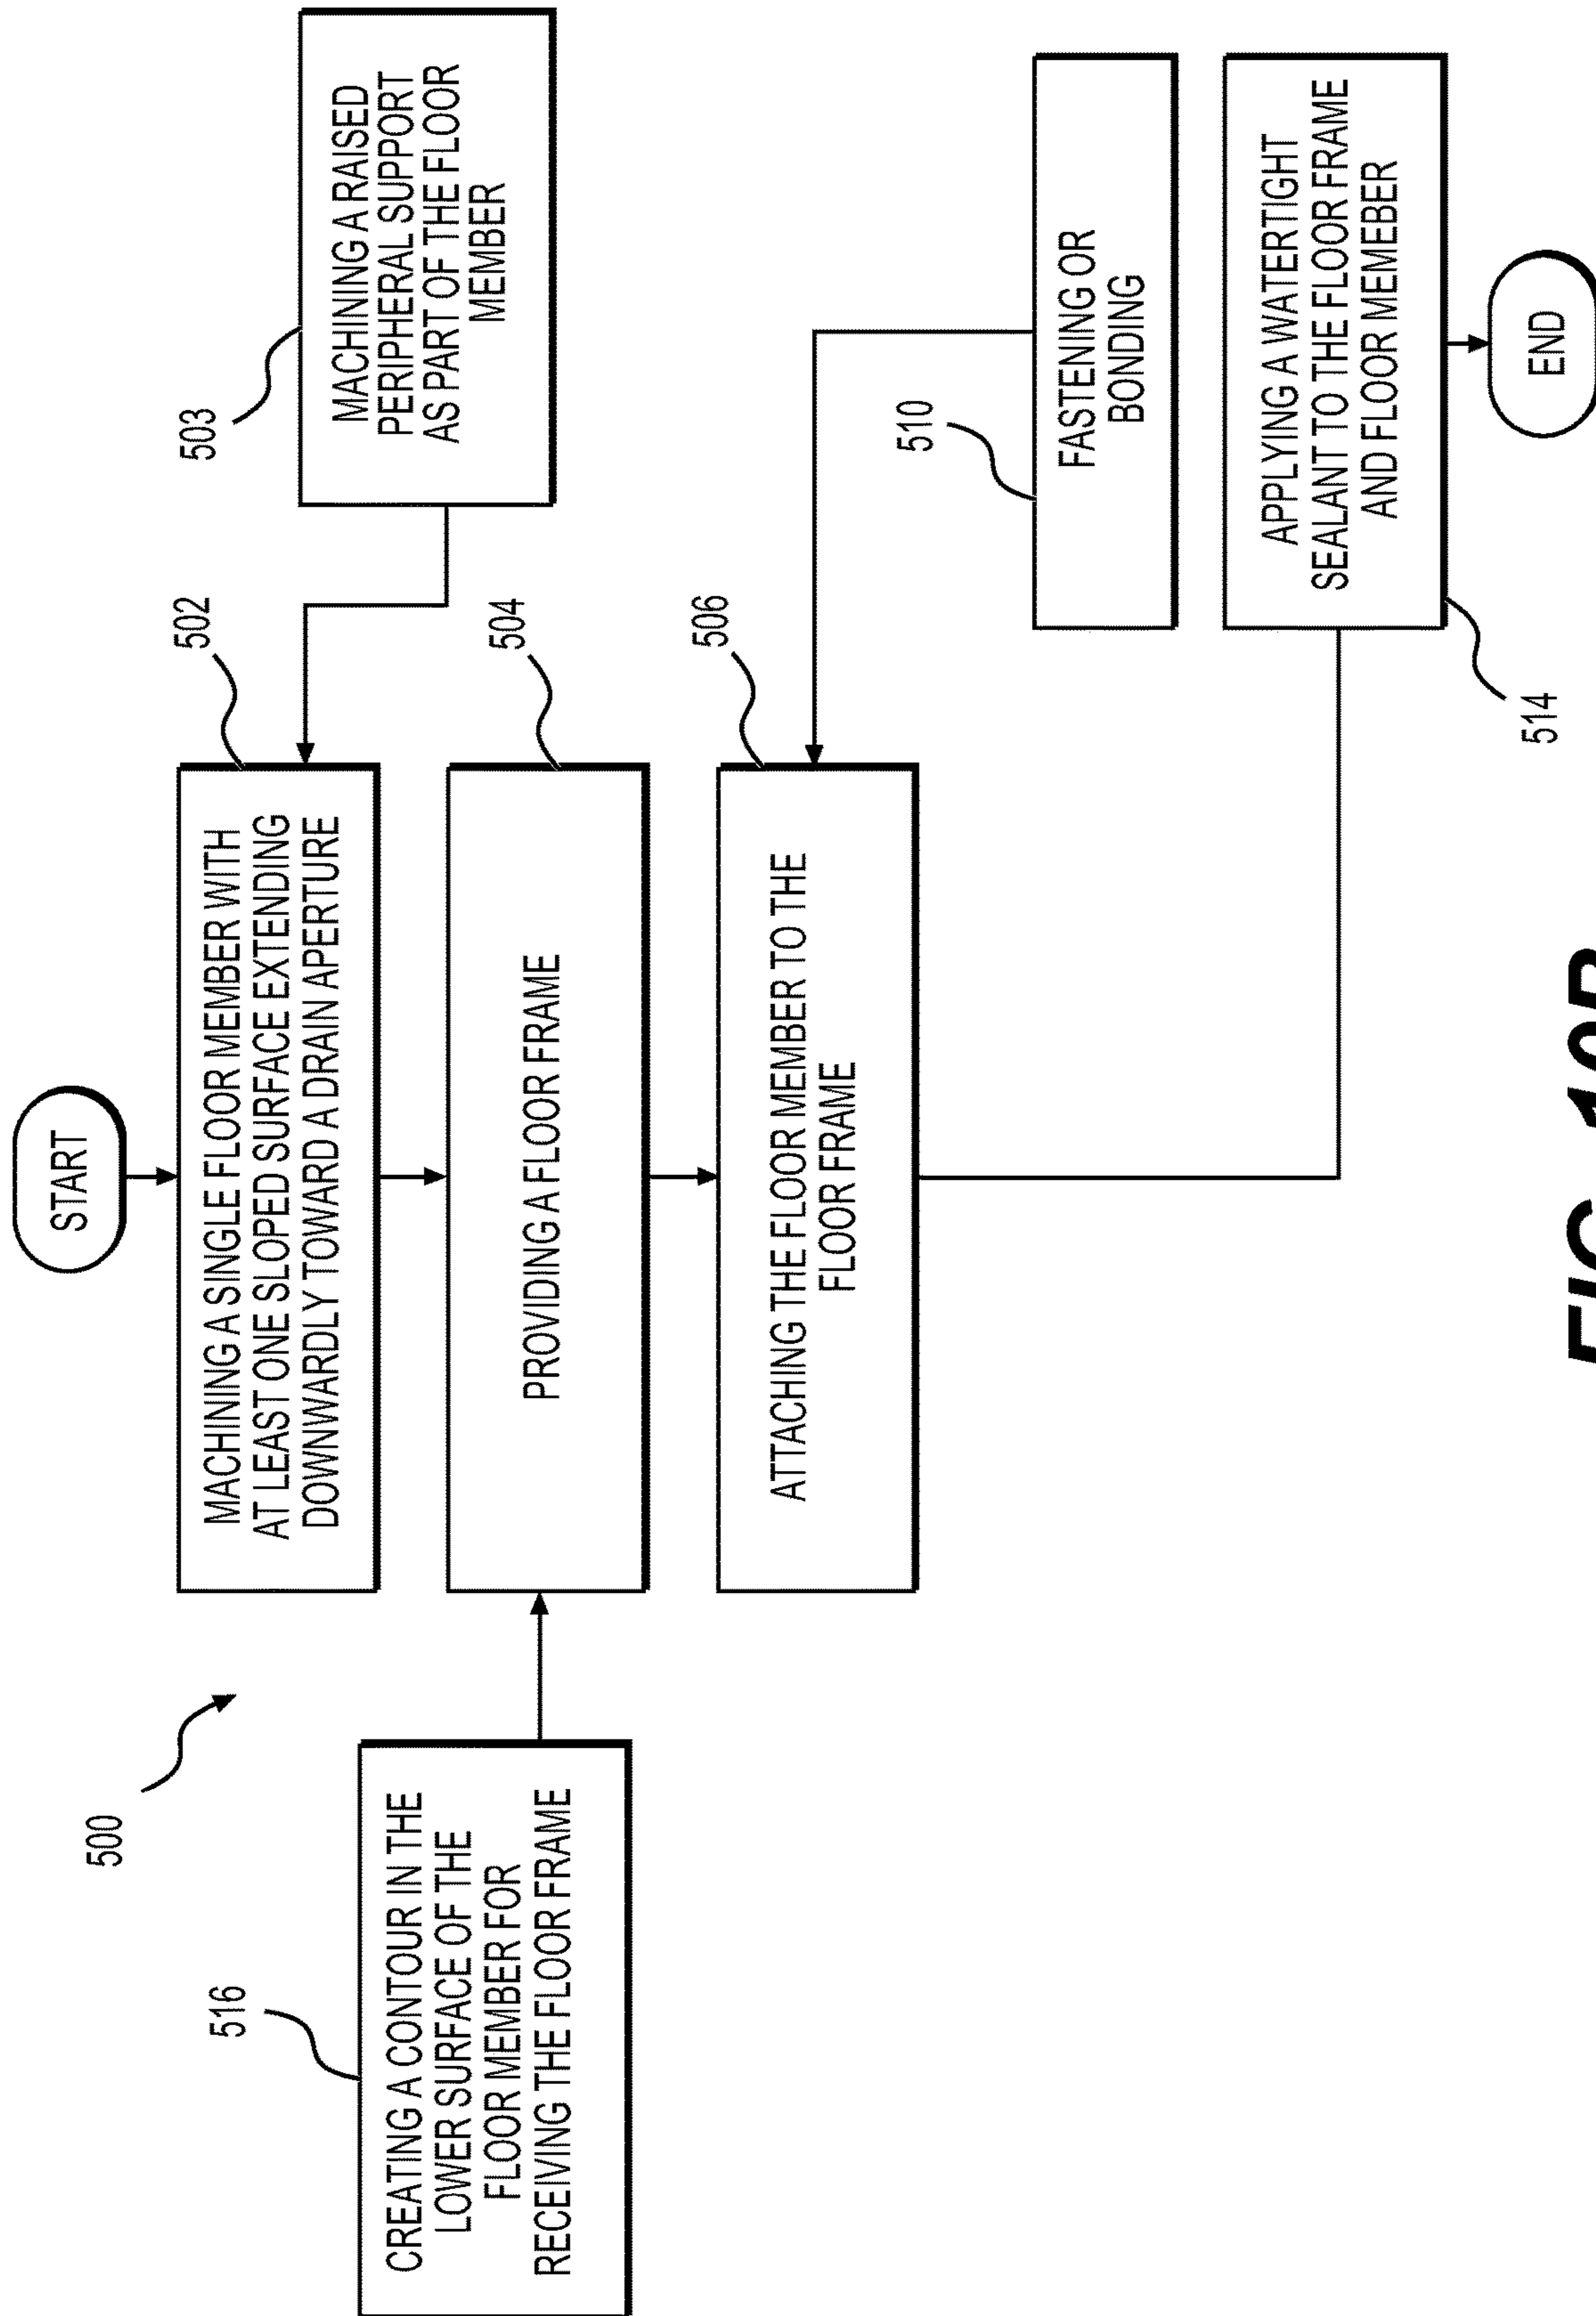 START
500
502
MACHINING A SINGLE FLOOR MEMBER WITH
AT LEAST ONE SLOPED SURFACE EXTENDING
DOWNWARDLY TOWARD A DRAIN APERTURE
503
MACHINING A RAISED
PERIPHERAL SUPPORT
AS PART OF THE FLOOR
MEMBER
516
CREATING A CONTOUR IN THE
LOWER SURFACE OF THE
FLOOR MEMBER FOR
RECEIVING THE FLOOR FRAME
504
PROVIDING A FLOOR FRAME
506
ATTACHING THE FLOOR MEMBER TO THE
FLOOR FRAME
510
FASTENING OR
BONDING
514
APPLYING A WATERTIGHT
SEALANT TO THE FLOOR FRAME
AND FLOOR MEMEBER
END
FIG. 10B